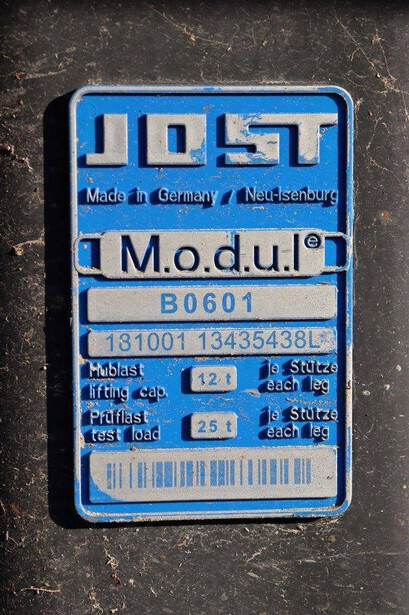 JOST
Made in Germany / Neu-Isenburg
M.o.d.u.l e
B0601
131001 13435438L
Hublast 12 t je Stütze
lifting cap. each leg
Prüflast 25 t je Stütze
test load each leg